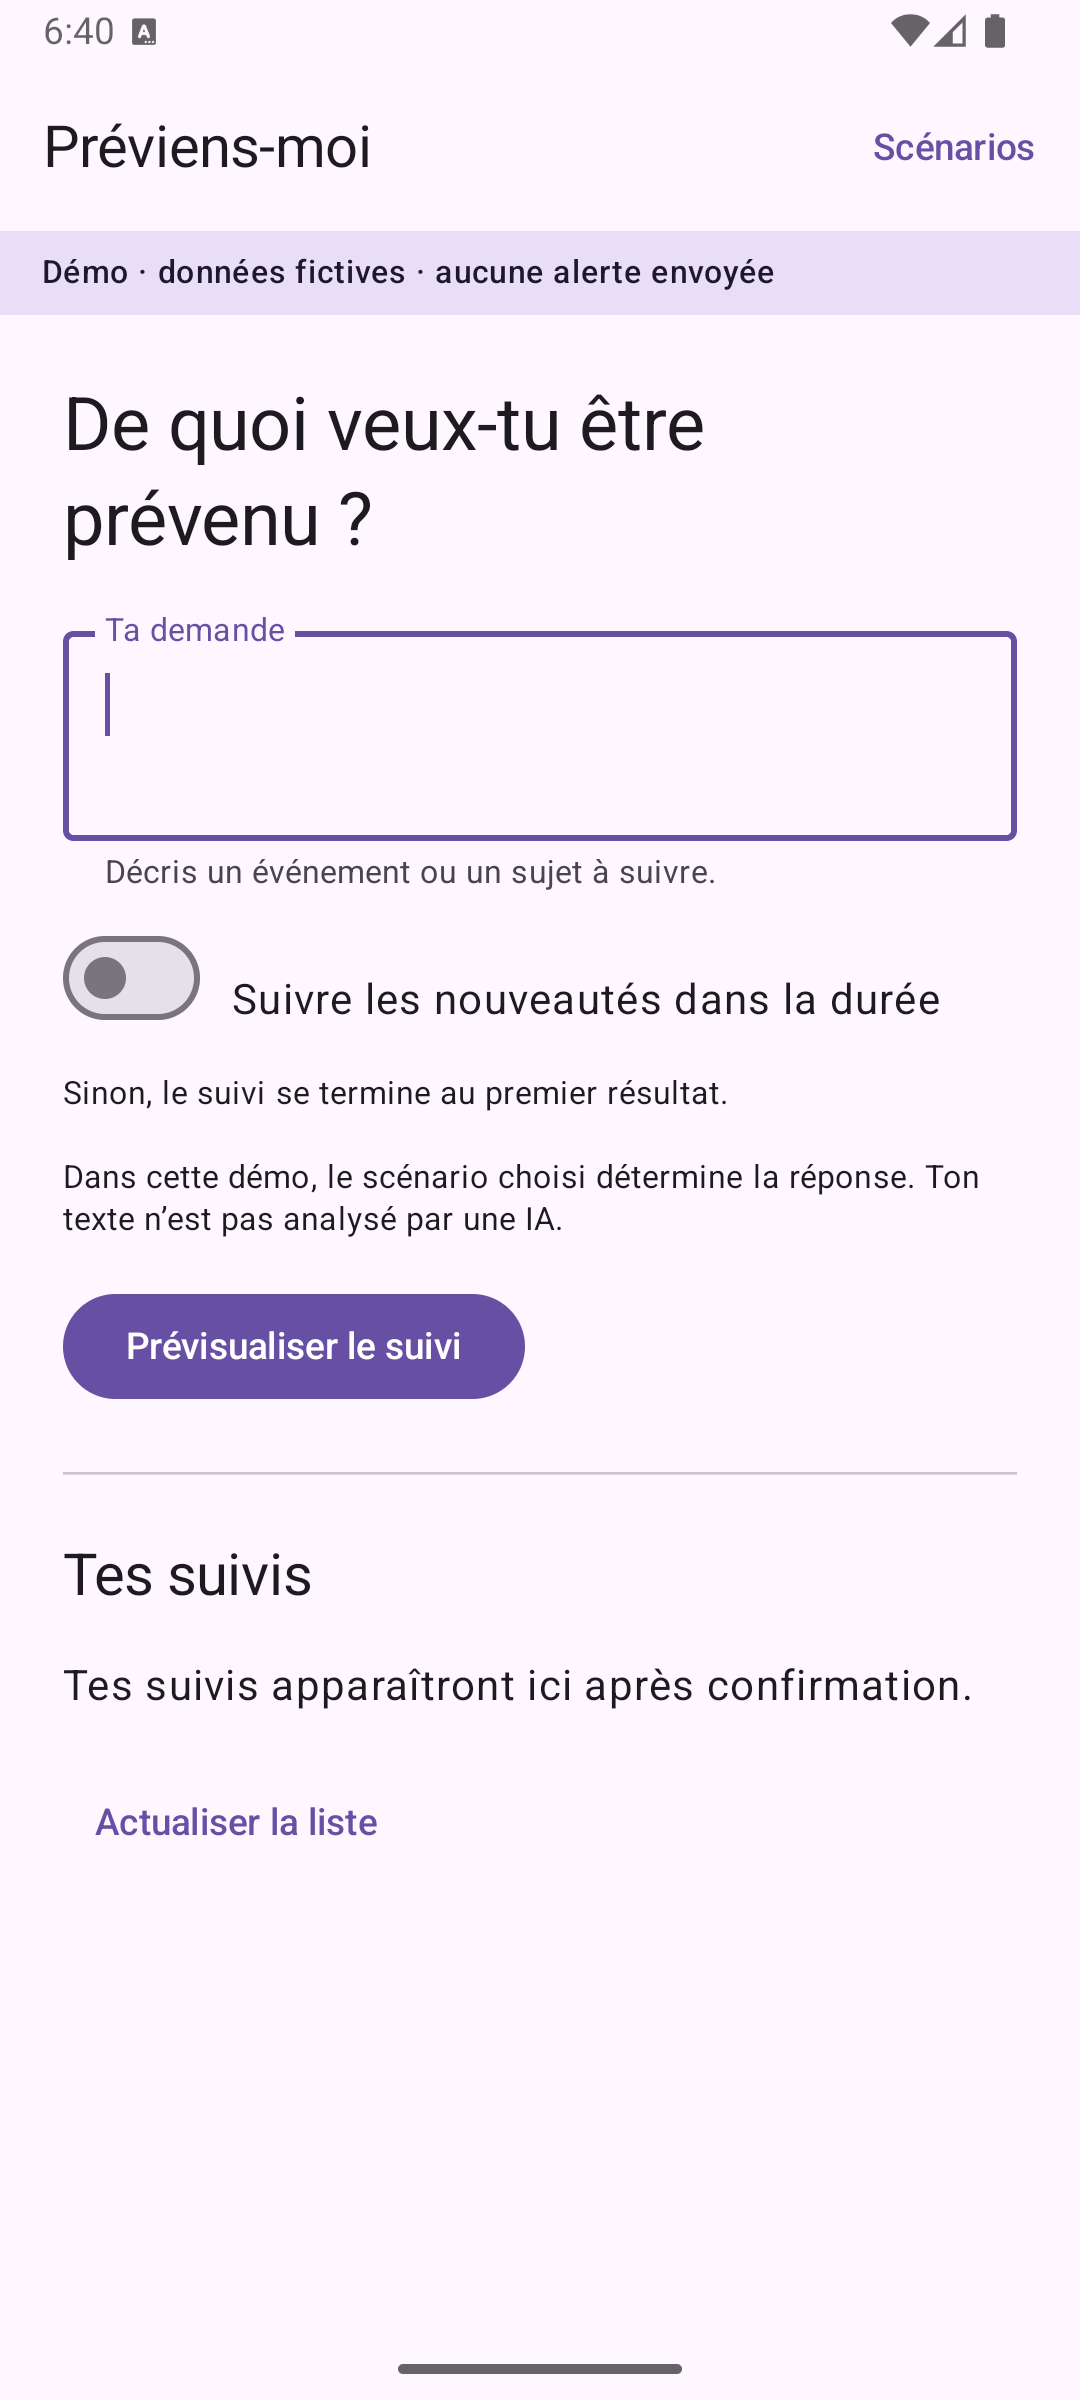 6:40
Préviens-moi
Scénarios
Démo · données fictives · aucune alerte envoyée
De quoi veux-tu être
prévenu ?
Ta demande
Décris un événement ou un sujet à suivre.
Suivre les nouveautés dans la durée
Sinon, le suivi se termine au premier résultat.
Dans cette démo, le scénario choisi détermine la réponse. Ton
texte n’est pas analysé par une IA.
Prévisualiser le suivi
Tes suivis
Tes suivis apparaîtront ici après confirmation.
Actualiser la liste